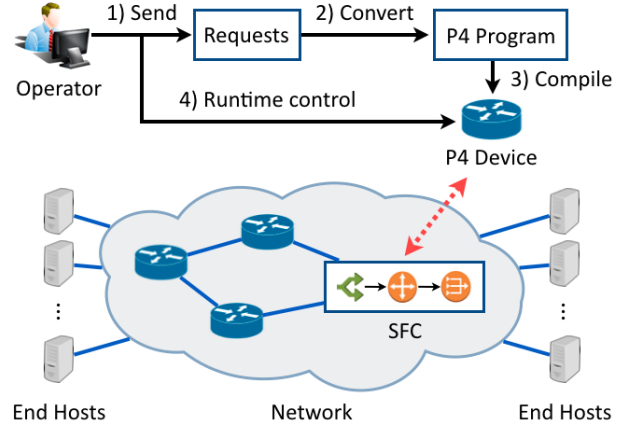 1) Send
2) Convert
Requests
P4 Program
Operator
3) Compile
4) Runtime control
P4 Device
⋮
⋮
SFC
End Hosts
Network
End Hosts